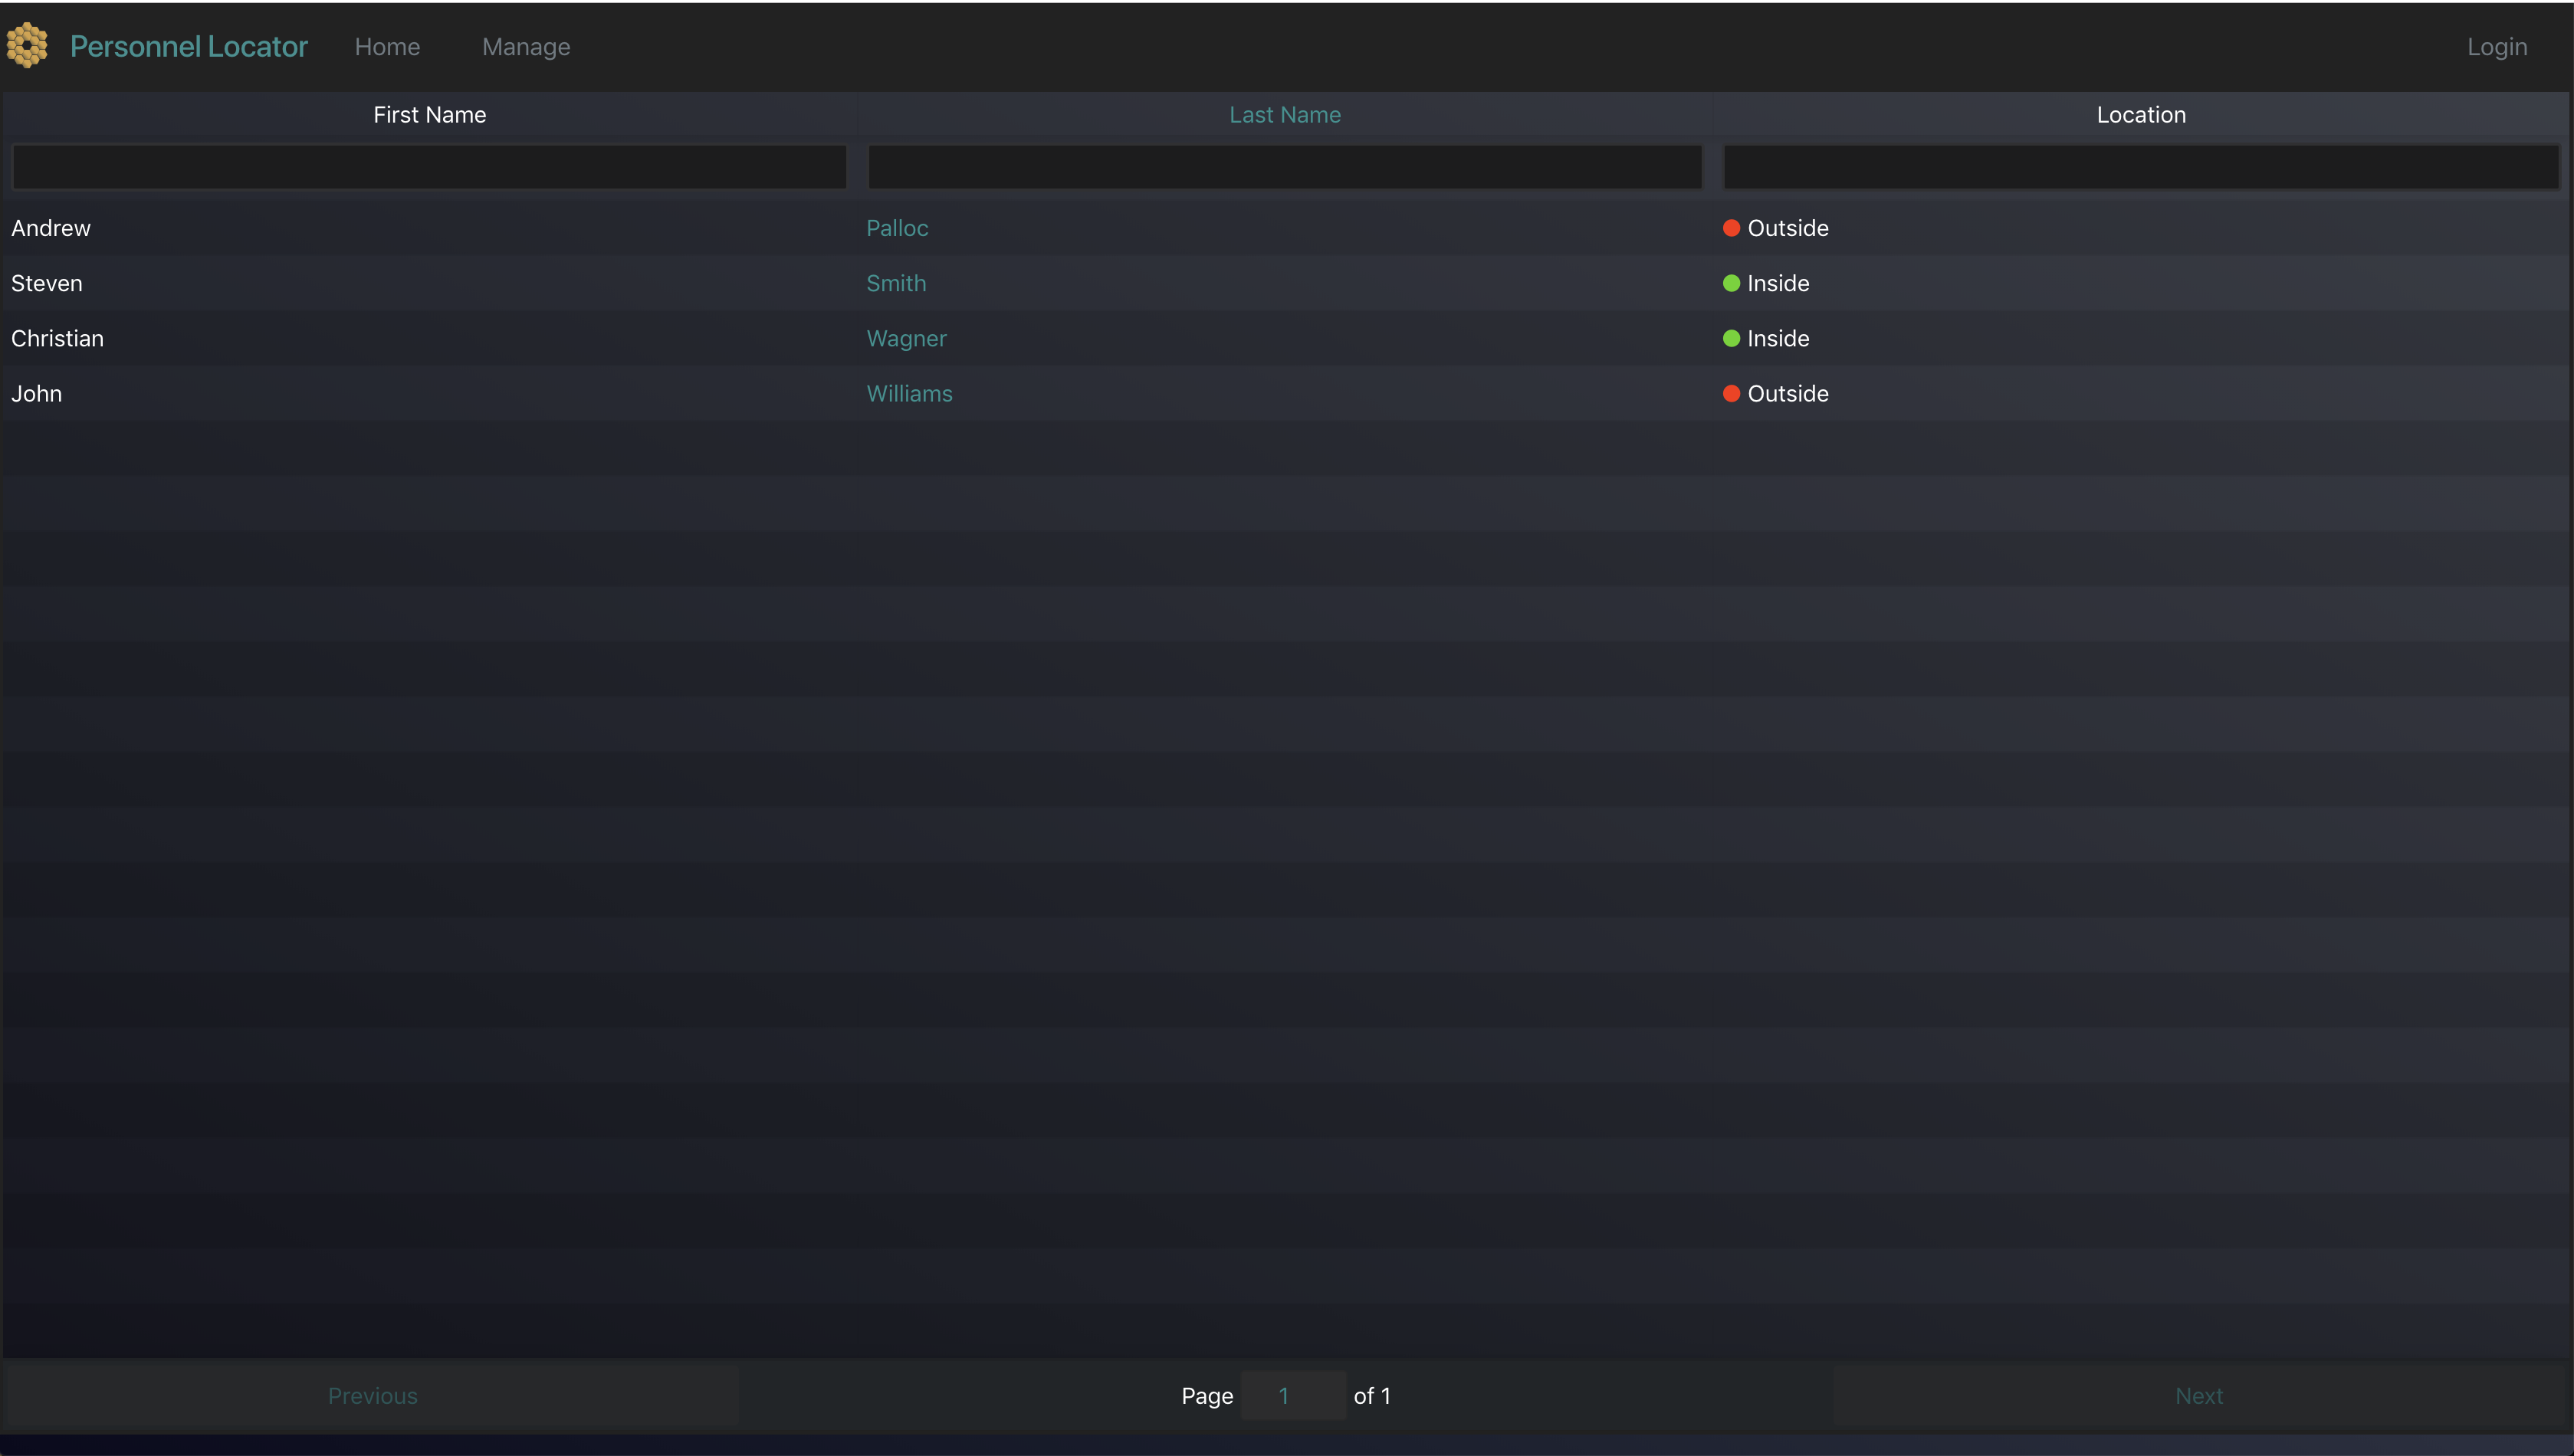 Personnel Locator Home Manage Login
First Name Last Name Location
Andrew Palloc Outside
Steven Smith Inside
Christian Wagner Inside
John Williams Outside
Previous Page 1 of 1 Next